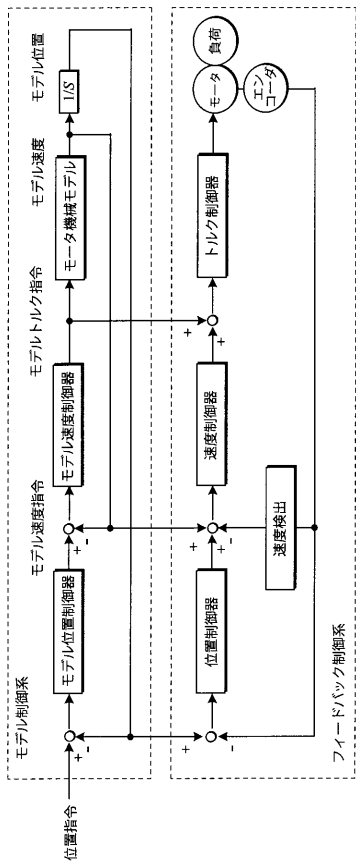 モデル制御系
位置指令
+
-
モデル位置制御器
モデル速度指令
+
-
モデル速度制御器
モデルトルク指令
モータ機械モデル
モデル速度
1/S
モデル位置
+
-
位置制御器
+
+
-
速度制御器
+
+
トルク制御器
モータ
負荷
エン
コーダ
速度検出
フィードバック制御系